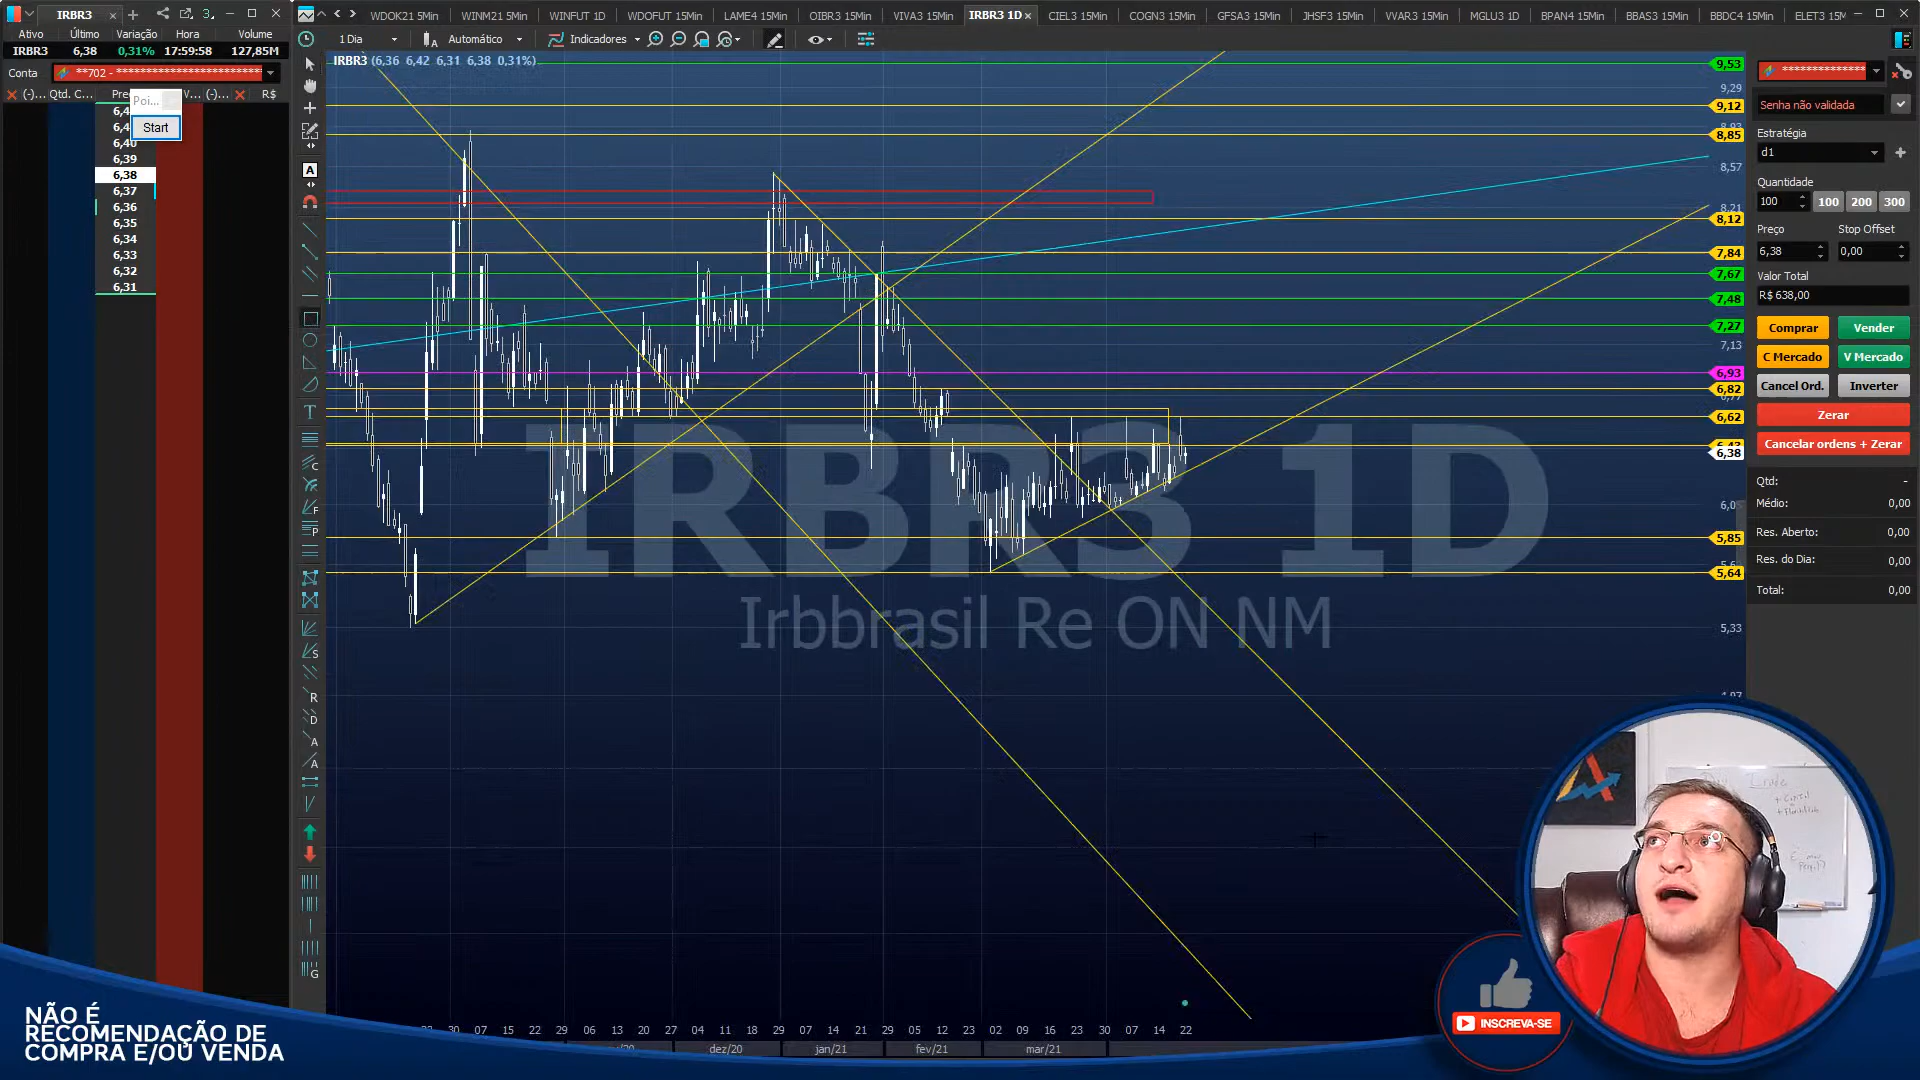 IRBR3
3
WDOK21 5Min
WINM21 5Min
WINFUT 1D
WDOFUT 15Min
LAME4 15Min
OIBR3 15Min
VIVA3 15Min
IRBR3 1D
CIEL3 15Min
COGN3 15Min
GFSA3 15Min
JHSF3 15Min
VVAR3 15Min
MGLU3 1D
BPAN4 15Min
BBAS3 15Min
BBDC4 15Min
Ativo Último Variação Hora Volume
IRBR3 6,38 0,31% 17:59:58 127,85M
1 Dia
Automático
Indicadores
Conta **702 - **************************
IRBR3 (6,36 6,42 6,31 6,38 0,31%)
(-)... Qtd. C... V... (-)... R$
Poi...
Start
6,40
6,39
6,38
6,37
6,36
6,35
6,34
6,33
6,32
6,31
9,53
9,29
9,12
8,85
8,57
8,21
8,12
7,84
7,67
7,48
7,27
7,13
6,93
6,82
6,62
6,38
5,85
5,64
5,33
IRBR3 1D
Irbbrasil Re ON NM
Senha não validada
Estratégia
d1
Quantidade
100 100 200 300
Preço Stop Offset
6,38 0,00
Valor Total
R$ 638,00
Comprar Vender
C Mercado V Mercado
Cancel Ord. Inverter
Zerar
Cancelar ordens + Zerar
Qtd: -
Médio: 0,00
Res. Aberto: 0,00
Res. do Dia: 0,00
Total: 0,00
30 07 15 22 29 06 13 20 27 04 11 18 29 07 14 21 29 05 12 23 02 09 16 24 30 07 14 22
dez/20 jan/21 fev/21 mar/21
NÃO É
RECOMENDAÇÃO DE
COMPRA E/OU VENDA
INSCREVA-SE